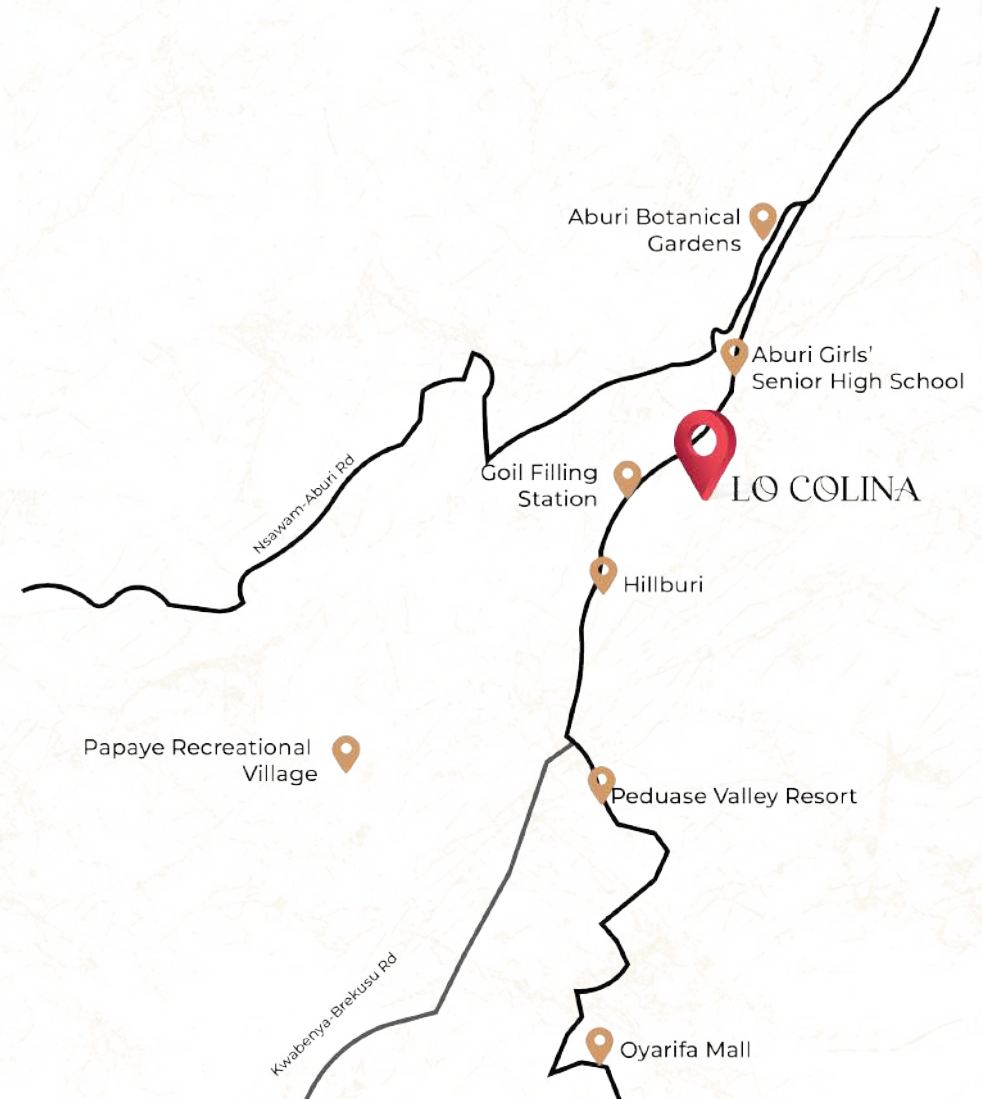 Aburi Botanical
Gardens
Aburi Girls'
Senior High School
Nsawam-Aburi Rd
Goil Filling
Station
LO COLINA
Hillburi
Papaye Recreational
Village
Peduase Valley Resort
Kwabenya-Brekusu Rd
Oyarifa Mall